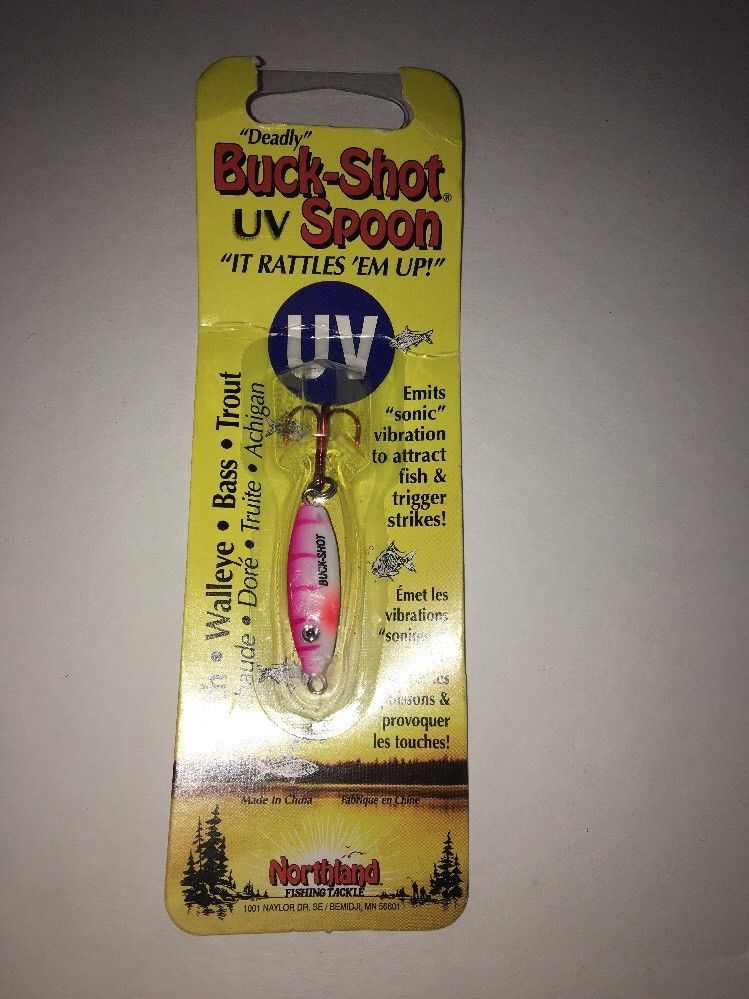 "Deadly"
Buck-Shot®
UV Spoon
"IT RATTLES 'EM UP!"
UV
Emits
"sonic"
vibration
to attract
fish &
trigger
strikes!
• Walleye • Bass • Trout
• Doré • Truite • Achigan
BUCK-SHOT
Émet les
vibrations
&
provoquer
les touches!
Made in China Fabriqué en Chine
Northland
FISHING TACKLE
1001 NAYLOR DR. SE / BEMIDJI, MN 56601